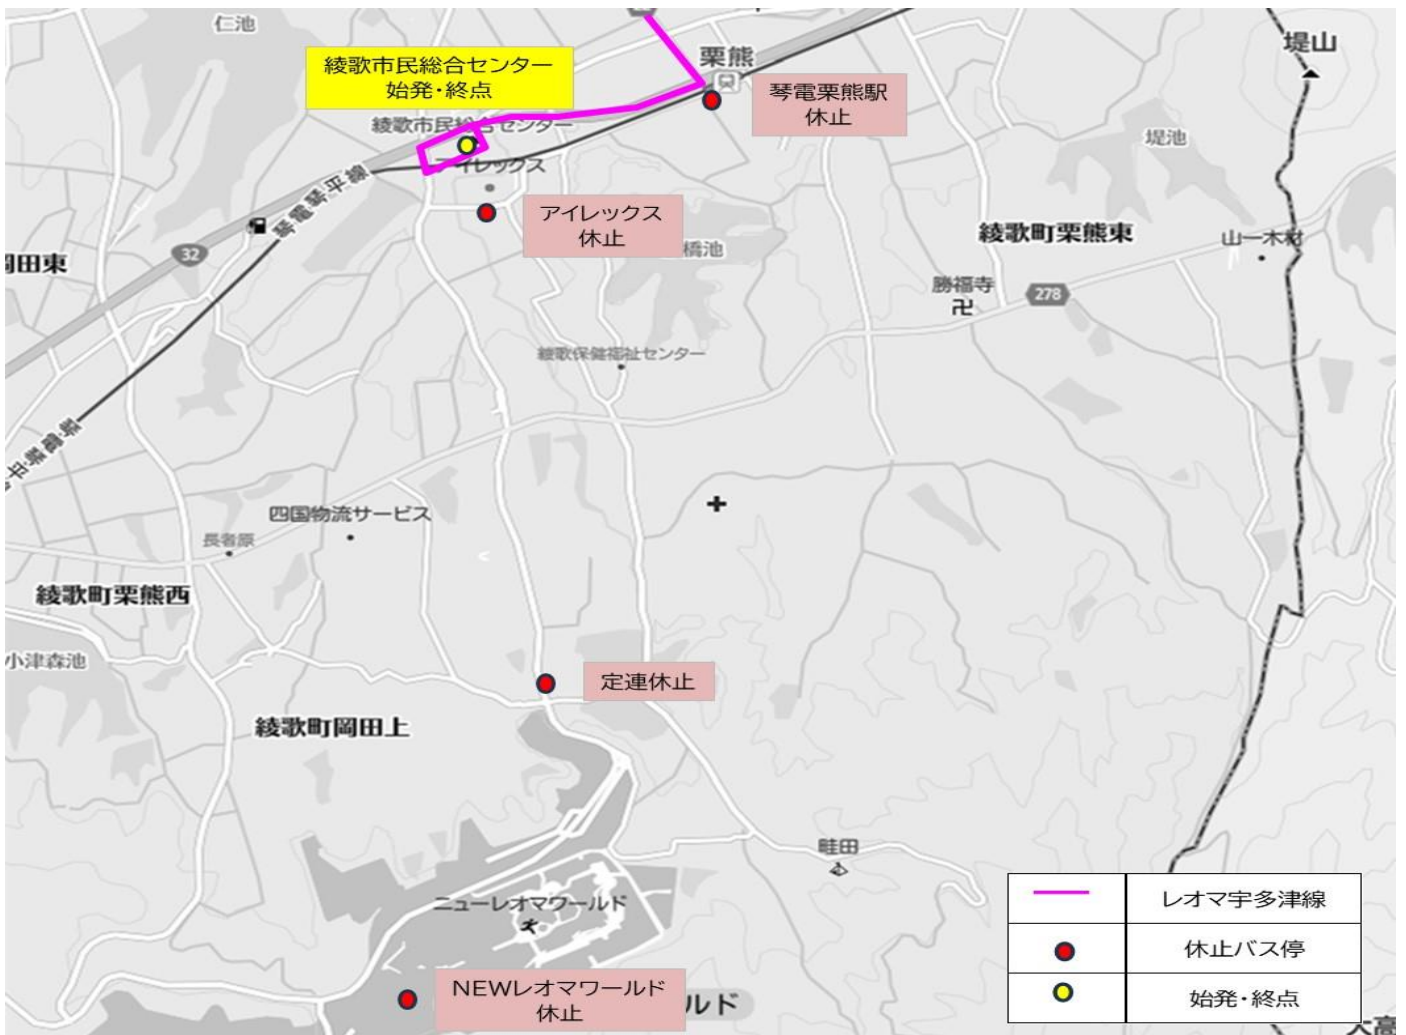 仁池
栗熊
堤山
綾歌市民総合センター
始発・終点
琴電栗熊駅
休止
綾歌市民総合センター
堤池
アイレックス
琴電琴平線
アイレックス
休止
橋池
綾歌町栗熊東
山一木材
32
岡田東
勝福寺
278
綾歌保健福祉センター
四国物流サービス
長者原
綾歌町栗熊西
小津森池
定連休止
綾歌町岡田上
畦田
ニューレオマワールド
NEWレオマワールド
休止
ルド
レオマ宇多津線
休止バス停
始発・終点